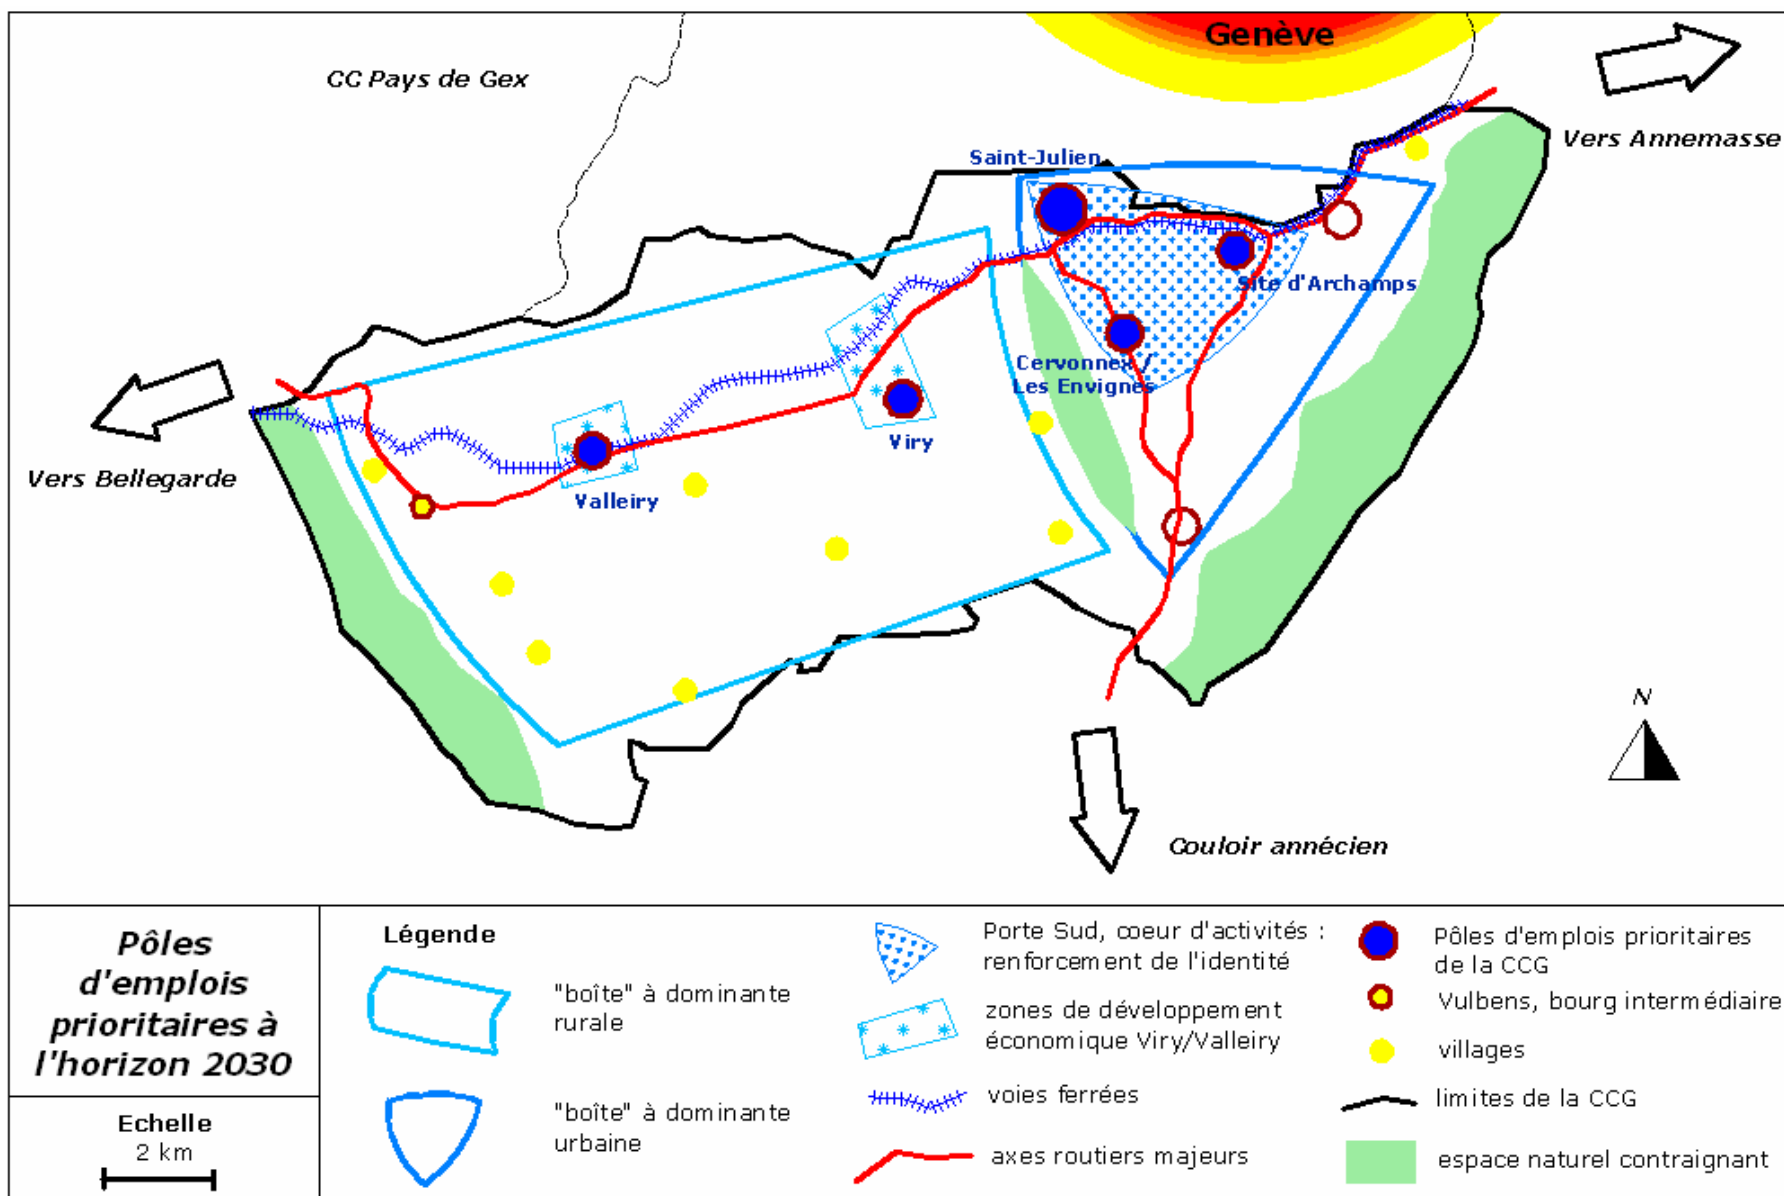 Genève
CC Pays de Gex
Vers Annemasse
Saint-Julien
Site d'Archamps
Cervonnex /
Les Envignes
Viry
Valleiry
Vers Bellegarde
N
Couloir annécien
Pôles
d'emplois
prioritaires à
l'horizon 2030
Echelle
2 km
Légende
"boîte" à dominante
rurale
"boîte" à dominante
urbaine
Porte Sud, coeur d'activités :
renforcement de l'identité
zones de développement
économique Viry/Valleiry
voies ferrées
axes routiers majeurs
Pôles d'emplois prioritaires
de la CCG
Vulbens, bourg intermédiaire
villages
limites de la CCG
espace naturel contraignant